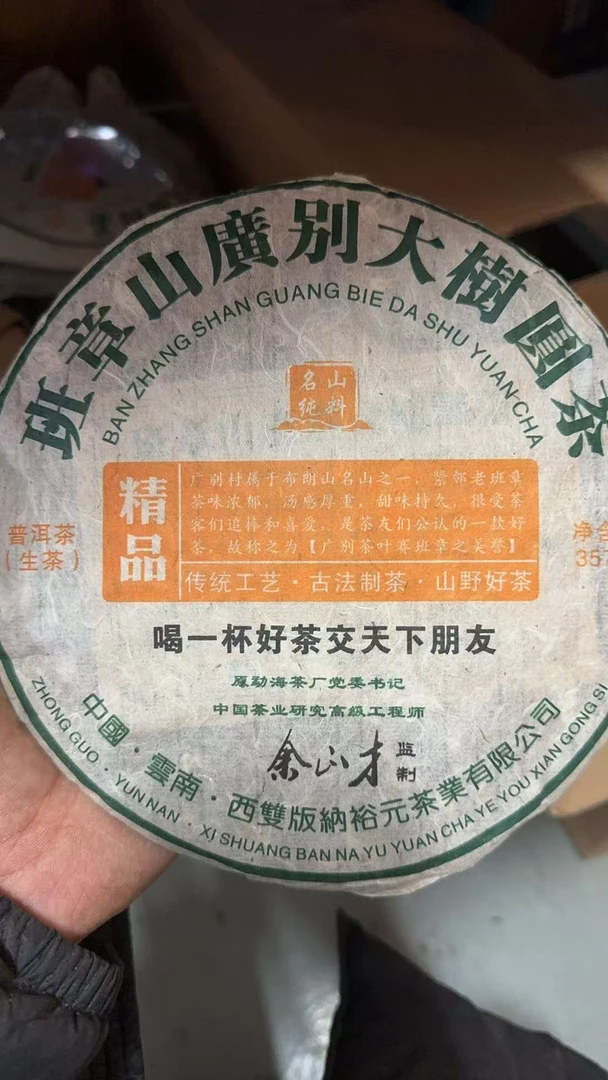 班章山廣别大樹圆茶
BAN ZHANG SHAN GUANG BIE DA SHU YUAN·CHA
名山
纯料
精品
广别村属于布朗山名山之一，紧邻老班章
茶味浓郁，汤感厚重，甜味持久，很受茶
客们追捧和喜爱，是茶友们公认的一款好
茶，故称之为【广别茶叶赛班章之美誉】
传统工艺·古法制茶·山野好茶
普洱茶
（生茶）
净含
35
喝一杯好茶交天下朋友
原勐海茶厂党委书记
中国茶业研究高级工程师
余山才
监制
中國·雲南·西雙版納裕元茶業有限公司
ZHONG GUO·YUN NAN·XI SHUANG BAN NA YU YUAN CHA YE YOU XIAN GONG SI